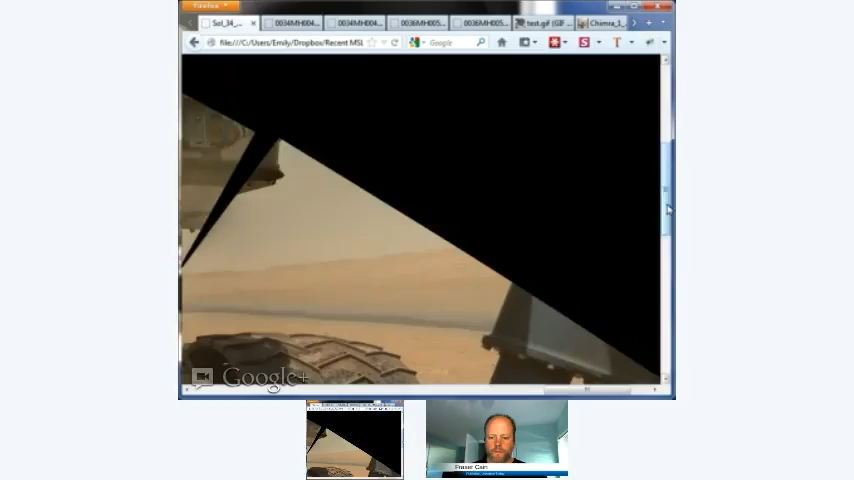 Firefox
Sol_34_...
0034MH004...
0034MH004...
0036MH005...
0036MH005...
test.gif (GIF ...
Chimra_1_
file:///C:/Users/Emily/Dropbox/Recent MSL
Google
Google+
Fraser Cain